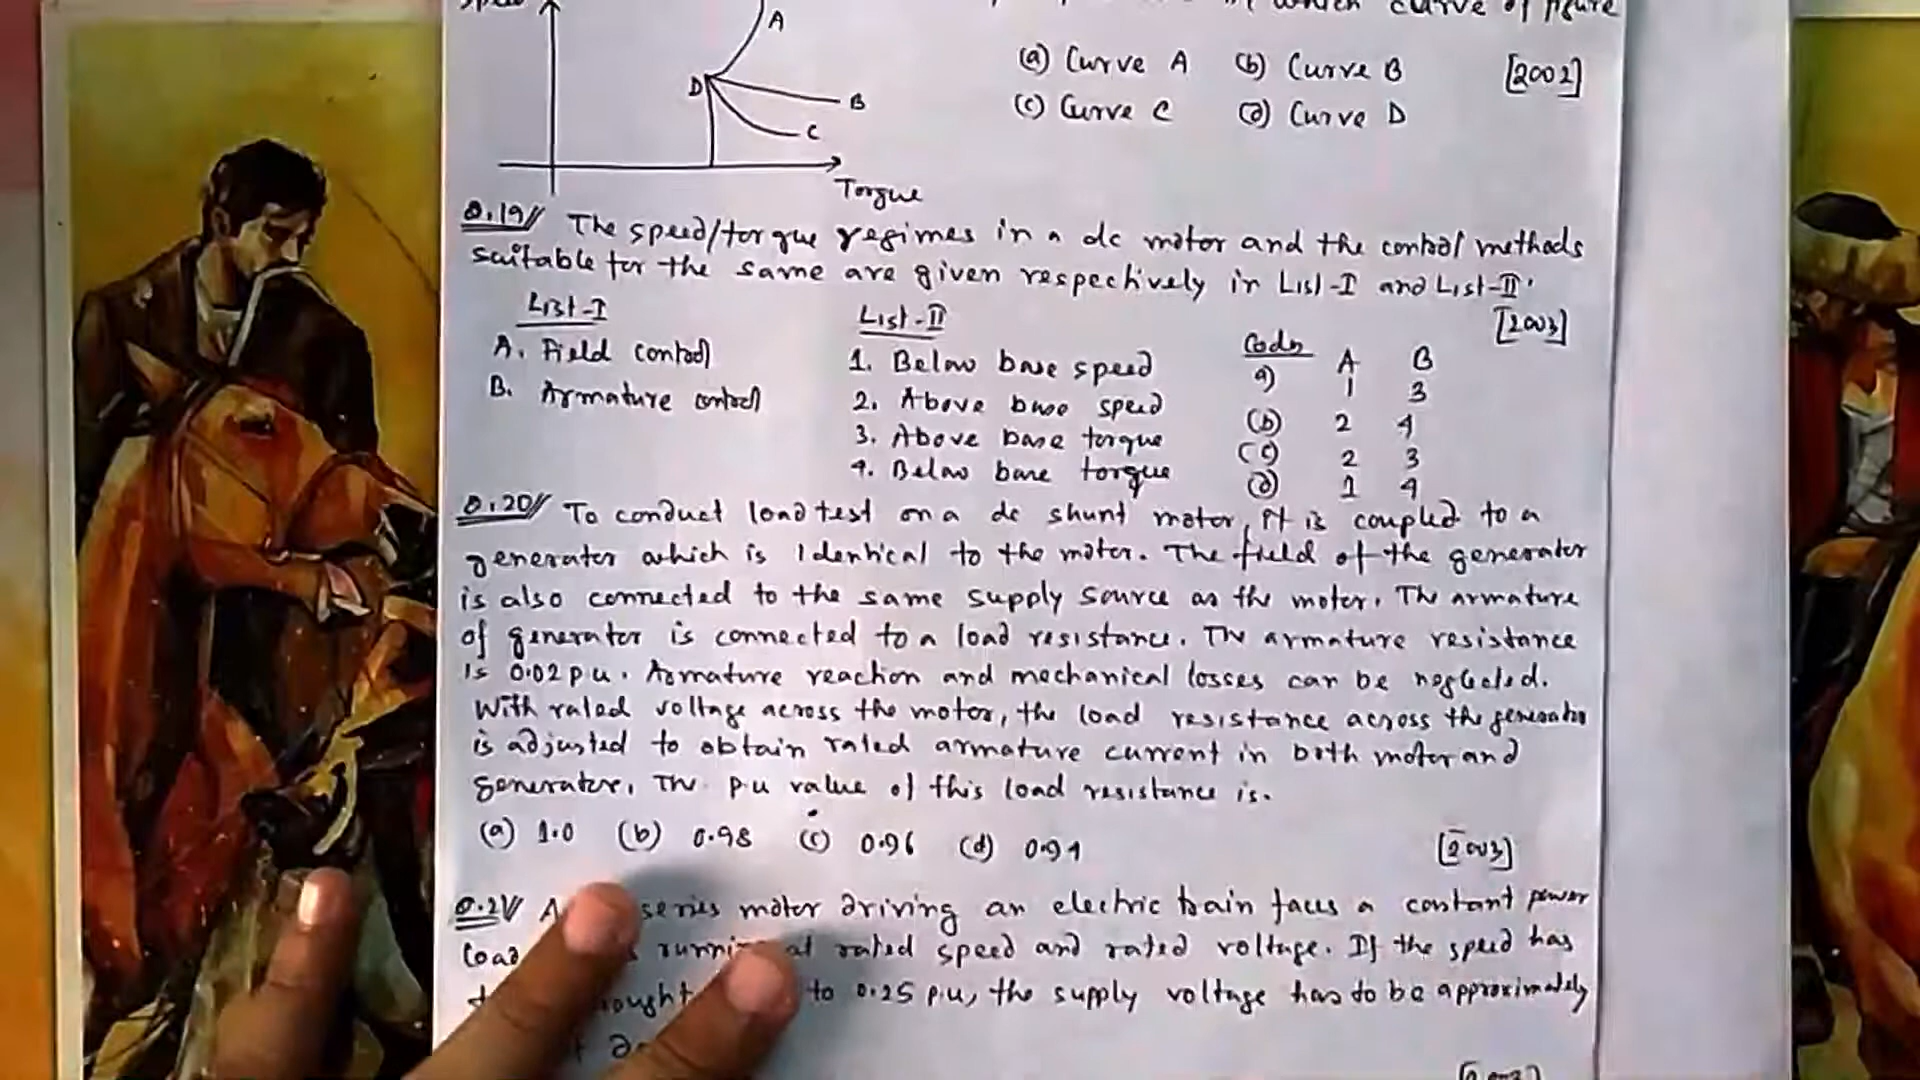 which curve of figure
A
D
B
C
Torque
(a) Curve A (b) Curve B [2002]
(c) Curve C (d) Curve D
Q.19// The speed/torque regimes in a dc motor and the control methods
suitable for the same are given respectively in List-I and List-II.
List-I List-II [2003]
A. Field control
B. Armature control
1. Below base speed
2. Above base speed
3. Above base torque
4. Below base torque
Codes A B
a) 1 3
(b) 2 4
(c) 2 3
(d) 1 4
Q.20// To conduct load test on a dc shunt motor, it is coupled to a
generator which is identical to the motor. The field of the generator
is also connected to the same supply source as the motor. The armature
of generator is connected to a load resistance. The armature resistance
is 0.02 p.u. Armature reaction and mechanical losses can be neglected.
With rated voltage across the motor, the load resistance across the generator
is adjusted to obtain rated armature current in both motor and
generator. The p.u value of this load resistance is.
(a) 1.0 (b) 0.98 (c) 0.96 (d) 0.94 [2003]
Q.21/ A series motor driving an electric train faces a constant power
load running at rated speed and rated voltage. If the speed has
to 0.25 p.u, the supply voltage has to be approximately